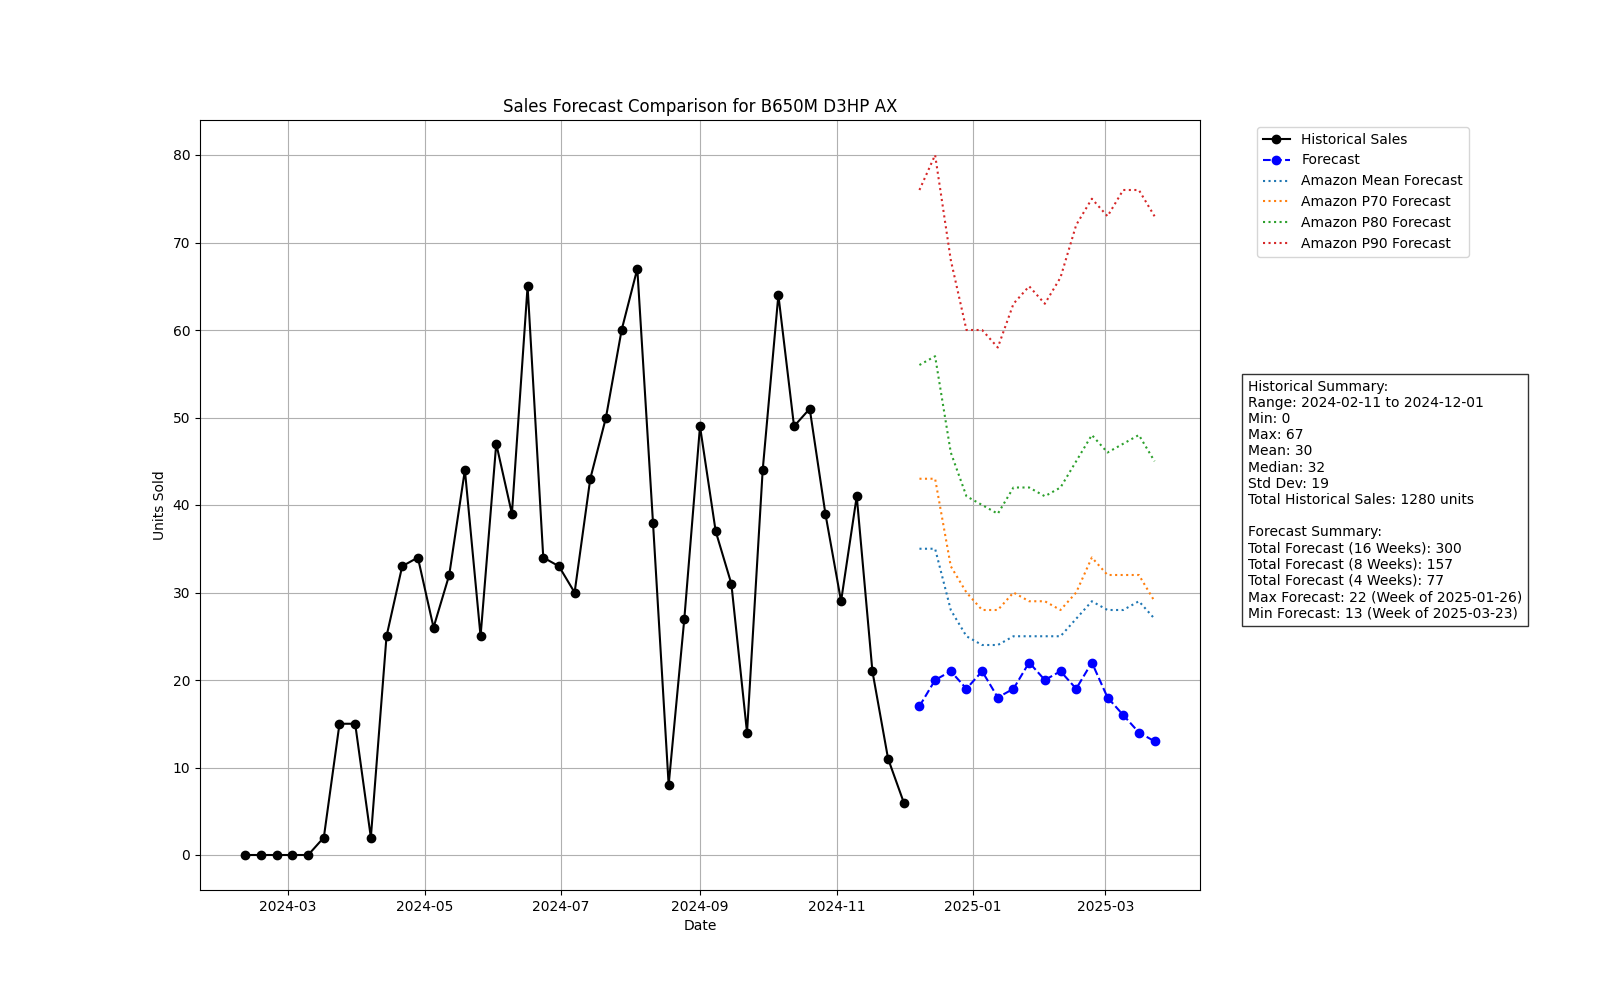 Sales Forecast Comparison for B650M D3HP AX
Units Sold
80
70
60
50
40
30
20
10
0
2024-03
2024-05
2024-07
2024-09
2024-11
2025-01
2025-03
Date
Historical Sales
Forecast
Amazon Mean Forecast
Amazon P70 Forecast
Amazon P80 Forecast
Amazon P90 Forecast
Historical Summary:
Range: 2024-02-11 to 2024-12-01
Min: 0
Max: 67
Mean: 30
Median: 32
Std Dev: 19
Total Historical Sales: 1280 units
Forecast Summary:
Total Forecast (16 Weeks): 300
Total Forecast (8 Weeks): 157
Total Forecast (4 Weeks): 77
Max Forecast: 22 (Week of 2025-01-26)
Min Forecast: 13 (Week of 2025-03-23)